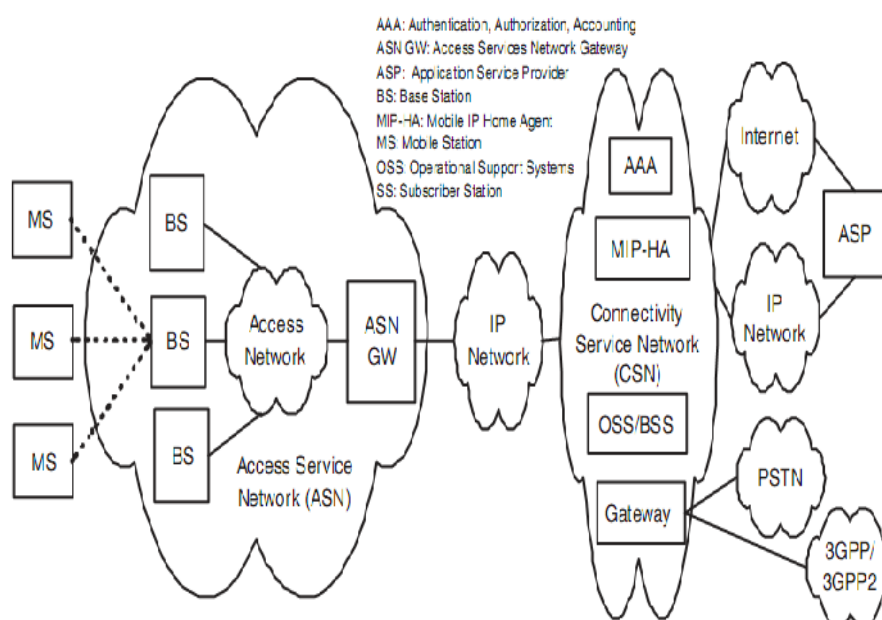 AAA: Authentication, Authorization, Accounting
ASN GW: Access Services Network Gateway
ASP: Application Service Provider
BS: Base Station
MIP-HA: Mobile IP Home Agent
MS: Mobile Station
OSS: Operational Support Systems
SS: Subscriber Station
MS
MS
MS
BS
BS
BS
Access
Network
ASN
GW
Access Service
Network (ASN)
IP
Network
AAA
MIP-HA
Connectivity
Service Network
(CSN)
OSS/BSS
Gateway
Internet
IP
Network
ASP
PSTN
3GPP/
3GPP2